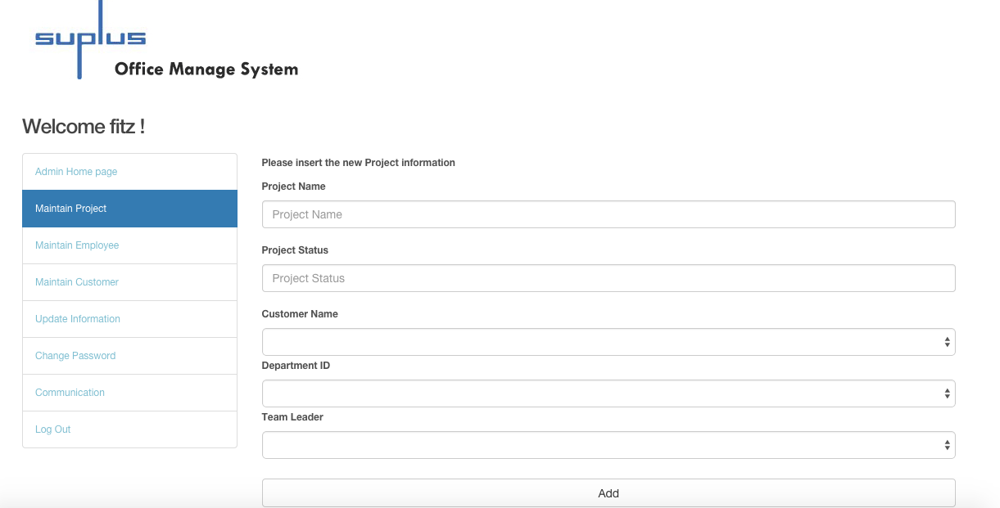 suplus
Office Manage System
Welcome fitz !
Admin Home page
Maintain Project
Maintain Employee
Maintain Customer
Update Information
Change Password
Communication
Log Out
Please insert the new Project information
Project Name
Project Name
Project Status
Project Status
Customer Name
Department ID
Team Leader
Add